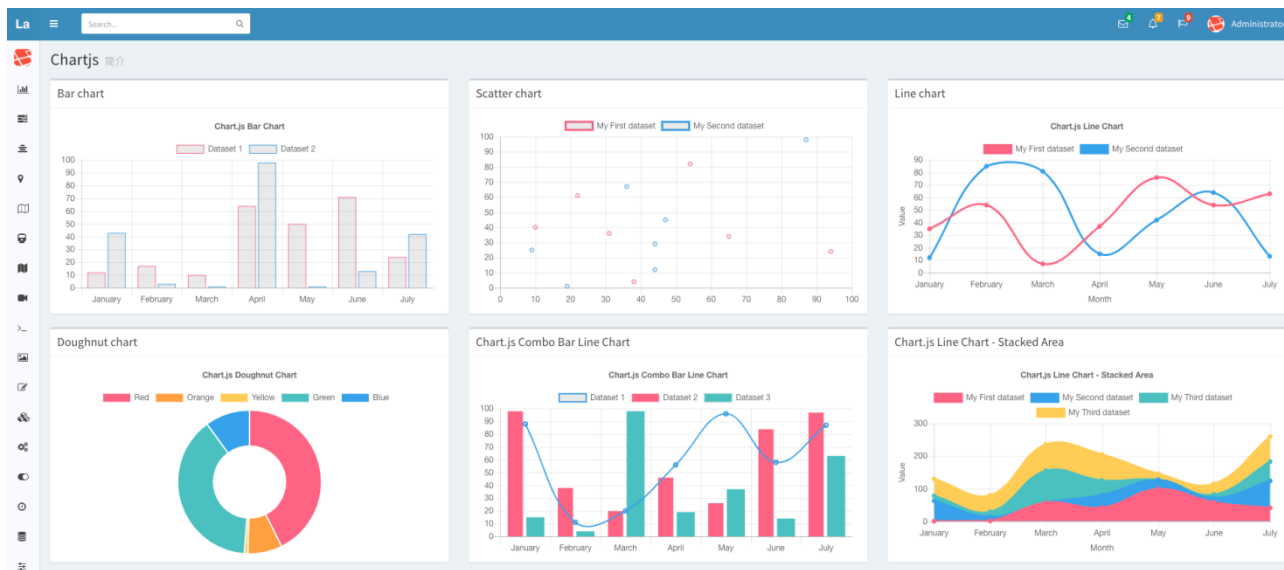 La Search... 4 7 9 Administrator
Chartjs 简介
Bar chart
Chart.js Bar Chart
Dataset 1 Dataset 2
100
90
80
70
60
50
40
30
20
10
0
January February March April May June July
Scatter chart
My First dataset My Second dataset
100
90
80
70
60
50
40
30
20
10
0
0 10 20 30 40 50 60 70 80 90 100
Line chart
Chart.js Line Chart
My First dataset My Second dataset
90
80
70
60
50
40
30
20
10
0
Value
January February March April May June July
Month
Doughnut chart
Chart.js Doughnut Chart
Red Orange Yellow Green Blue
Chart.js Combo Bar Line Chart
Chart.js Combo Bar Line Chart
Dataset 1 Dataset 2 Dataset 3
100
90
80
70
60
50
40
30
20
10
0
January February March April May June July
Chart.js Line Chart - Stacked Area
Chart.js Line Chart - Stacked Area
My First dataset My Second dataset My Third dataset
My Third dataset
300
200
100
0
Value
January February March April May June July
Month